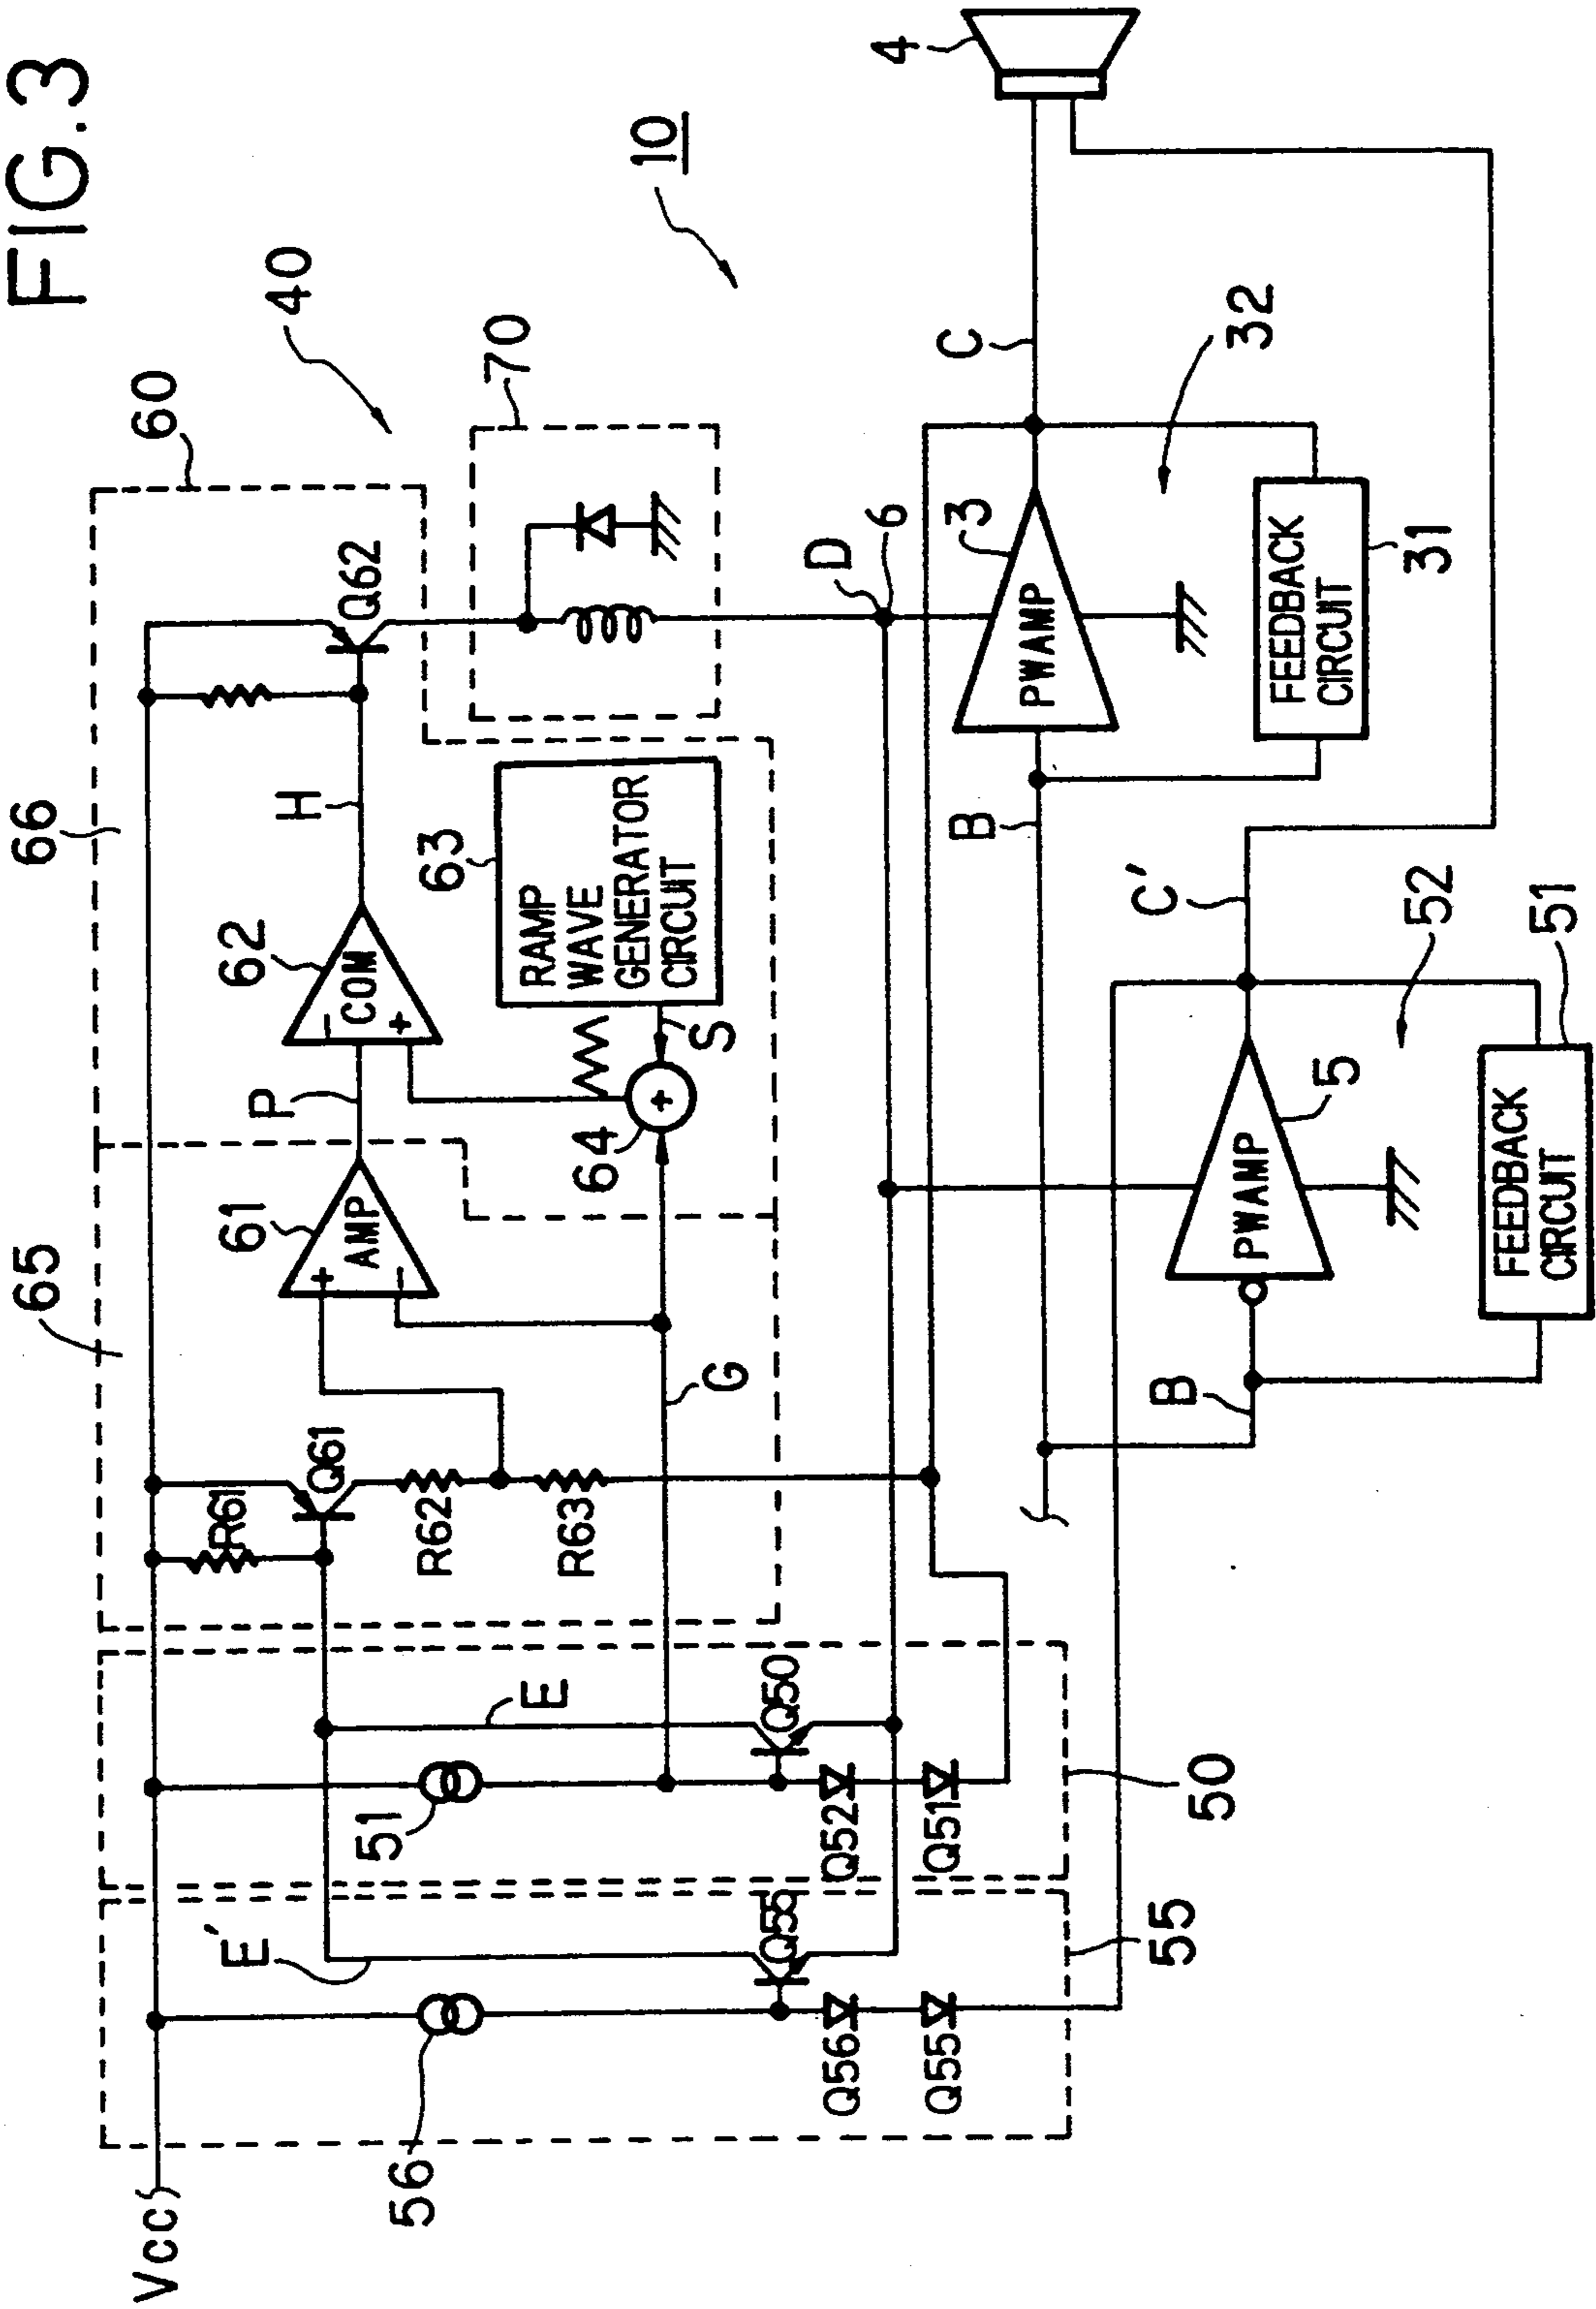 FIG.3
10
40
60
66
65
70
Vcc
R61
Q61
R62
R63
61
AMP
+
−
P
62
COM
−
+
H
Q62
63
RAMP
WAVE
GENERATOR
CIRCUIT
S
64
+
G
E
E'
51
Q50
Q52
Q51
50
56
Q55
Q56
Q55
55
D
6
3
PWAMP
B
C
4
32
FEEDBACK
CIRCUIT
31
B
5
PWAMP
C'
52
FEEDBACK
CIRCUIT
51